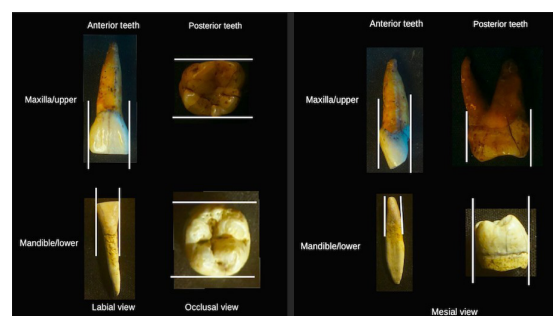 Anterior teeth
Posterior teeth
Maxilla/upper
Mandible/lower
Labial view
Occlusal view
Anterior teeth
Posterior teeth
Maxilla/upper
Mandible/lower
Mesial view